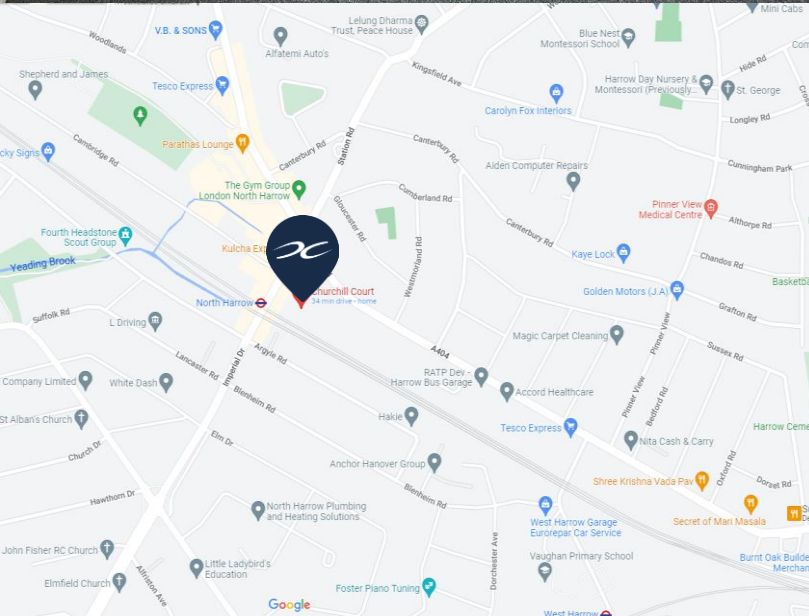 Mini Cabs
Lelung Dharma
Trust, Peace House
V.B. & SONS
Woodlands
Blue Nest
Montessori School
Alfatemi Auto's
Hide Rd
Kingsfield Ave
Shepherd and James
Tesco Express
Harrow Day Nursery &
Montessori (Previously...
St. George
Carolyn Fox Interiors
Longley Rd
Cambridge Rd
Station Rd
Parathas Lounge
Canterbury Rd
Canterbury Rd
cky Signs
Cunningham Park
Alden Computer Repairs
The Gym Group
London North Harrow
Cumberland Rd
Gloucester Rd
Pinner View
Medical Centre
Althorpe Rd
Canterbury Rd
Fourth Headstone
Scout Group
Kulcha Exp
Westmorland Rd
Kaye Lock
Chandos Rd
Yeading Brook
Basketba
Churchill Court
34 min drive - home
Golden Motors (J.A)
North Harrow
Grafton Rd
Suffolk Rd
L Driving
Magic Carpet Cleaning
Pinner View
Sussex Rd
Argyle Rd
A404
Lancaster Rd
Imperial Dr
Company Limited
White Dash
RATP Dev -
Harrow Bus Garage
Accord Healthcare
Blenheim Rd
Pinner View
Bedford Rd
St Alban's Church
Hakie
Tesco Express
Harrow Ceme
Elm Dr
Nita Cash & Carry
Church Dr
Anchor Hanover Group
Oxford Rd
Shree Krishna Vada Pav
Dorset Rd
Hawthorn Dr
Blenheim Rd
North Harrow Plumbing
and Heating Solutions
West Harrow Garage
Eurorepar Car Service
Secret of Mari Masala
John Fisher RC Church
Dorchester Ave
Vaughan Primary School
Burnt Oak Builde
Merchan
Little Ladybird's
Education
Elmfield Church
Alfriston Ave
Foster Piano Tuning
Google
West Harrow